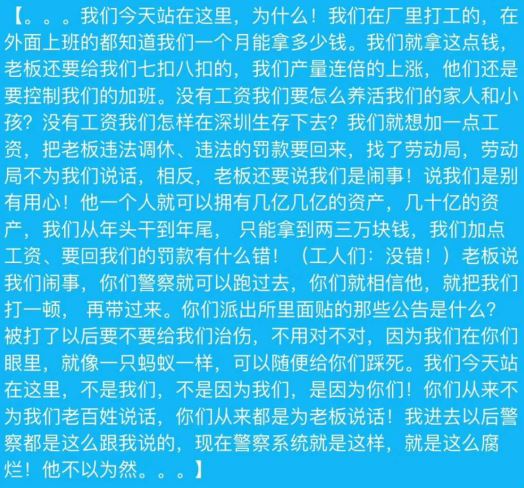 【。。。我们今天站在这里，为什么！我们在厂里打工的，在
外面上班的都知道我们一个月能拿多少钱。我们就拿这点钱，
老板还要给我们七扣八扣的，我们产量连倍的上涨，他们还是
要控制我们的加班。没有工资我们要怎么养活我们的家人和小
孩？没有工资我们怎样在深圳生存下去？我们就想加一点工
资，把老板违法调休、违法的罚款要回来，找了劳动局，劳动
局不为我们说话，相反，老板还要说我们是闹事！说我们是别
有用心！他一个人就可以拥有几亿几亿的资产，几十亿的资
产，我们从年头干到年尾， 只能拿到两三万块钱，我们加点
工资、要回我们的罚款有什么错！（工人们：没错！）老板说
我们闹事，你们警察就可以跑过去，你们就相信他，就把我们
打一顿， 再带过来。你们派出所里面贴的那些公告是什么？
被打了以后要不要给我们治伤，不用对不对，因为我们在你们
眼里，就像一只蚂蚁一样，可以随便给你们踩死。我们今天站
在这里，不是我们，不是因为我们，是因为你们！你们从来不
为我们老百姓说话，你们从来都是为老板说话！我进去以后警
察都是这么跟我说的，现在警察系统就是这样，就是这么腐
烂！他不以为然。。。】